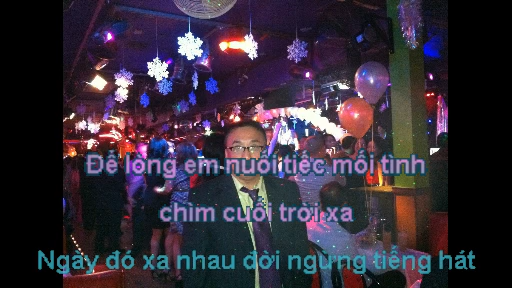 Để lòng em nuối tiếc mối tình
chim cuối trời xa
Ngày đó xa nhau đời ngừng tiếng hát